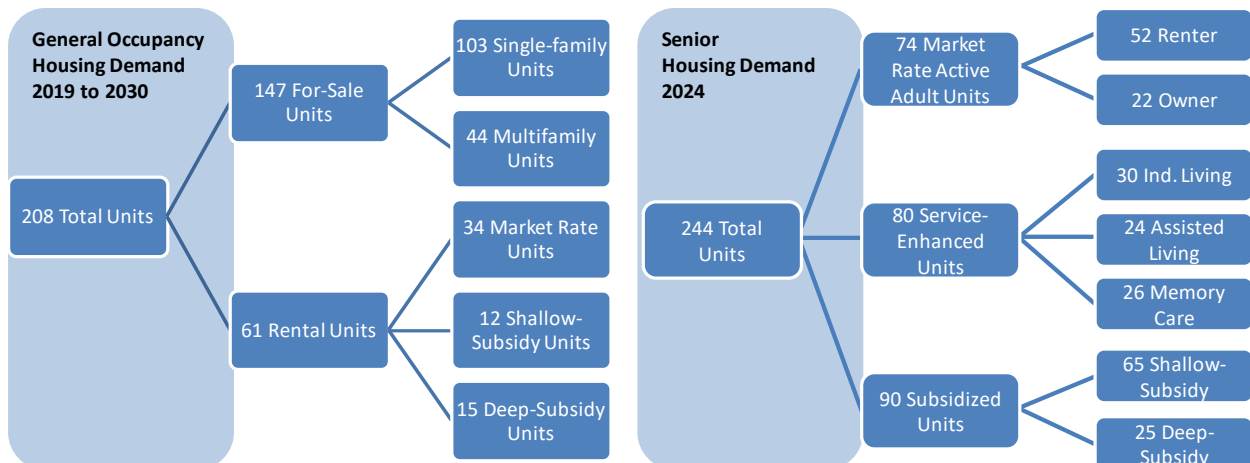 General Occupancy
Housing Demand
2019 to 2030
208 Total Units
147 For-Sale
Units
103 Single-family
Units
44 Multifamily
Units
61 Rental Units
34 Market Rate
Units
12 Shallow-
Subsidy Units
15 Deep-Subsidy
Units
Senior
Housing Demand
2024
244 Total
Units
74 Market
Rate Active
Adult Units
52 Renter
22 Owner
80 Service-
Enhanced
Units
30 Ind. Living
24 Assisted
Living
26 Memory
Care
90 Subsidized
Units
65 Shallow-
Subsidy
25 Deep-
Subsidy